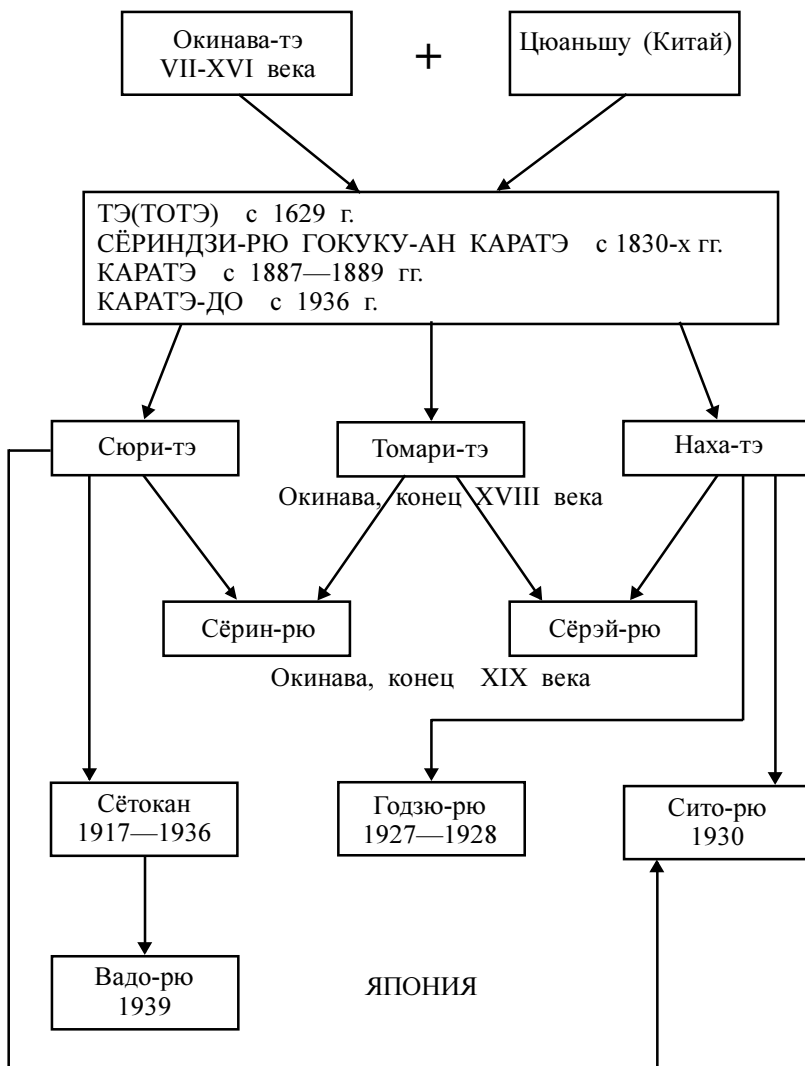 Окинава-тэ
VII-XVI века
+
Цюаньшу (Китай)
ТЭ(ТОТЭ) с 1629 г.
СЁРИНДЗИ-РЮ ГОКУКУ-АН КАРАТЭ с 1830-х гг.
КАРАТЭ с 1887—1889 гг.
КАРАТЭ-ДО с 1936 г.
Сюри-тэ
Томари-тэ
Наха-тэ
Окинава, конец XVIII века
Сёрин-рю
Сёрэй-рю
Окинава, конец XIX века
Сётокан
1917—1936
Годзю-рю
1927—1928
Сито-рю
1930
Вадо-рю
1939
ЯПОНИЯ